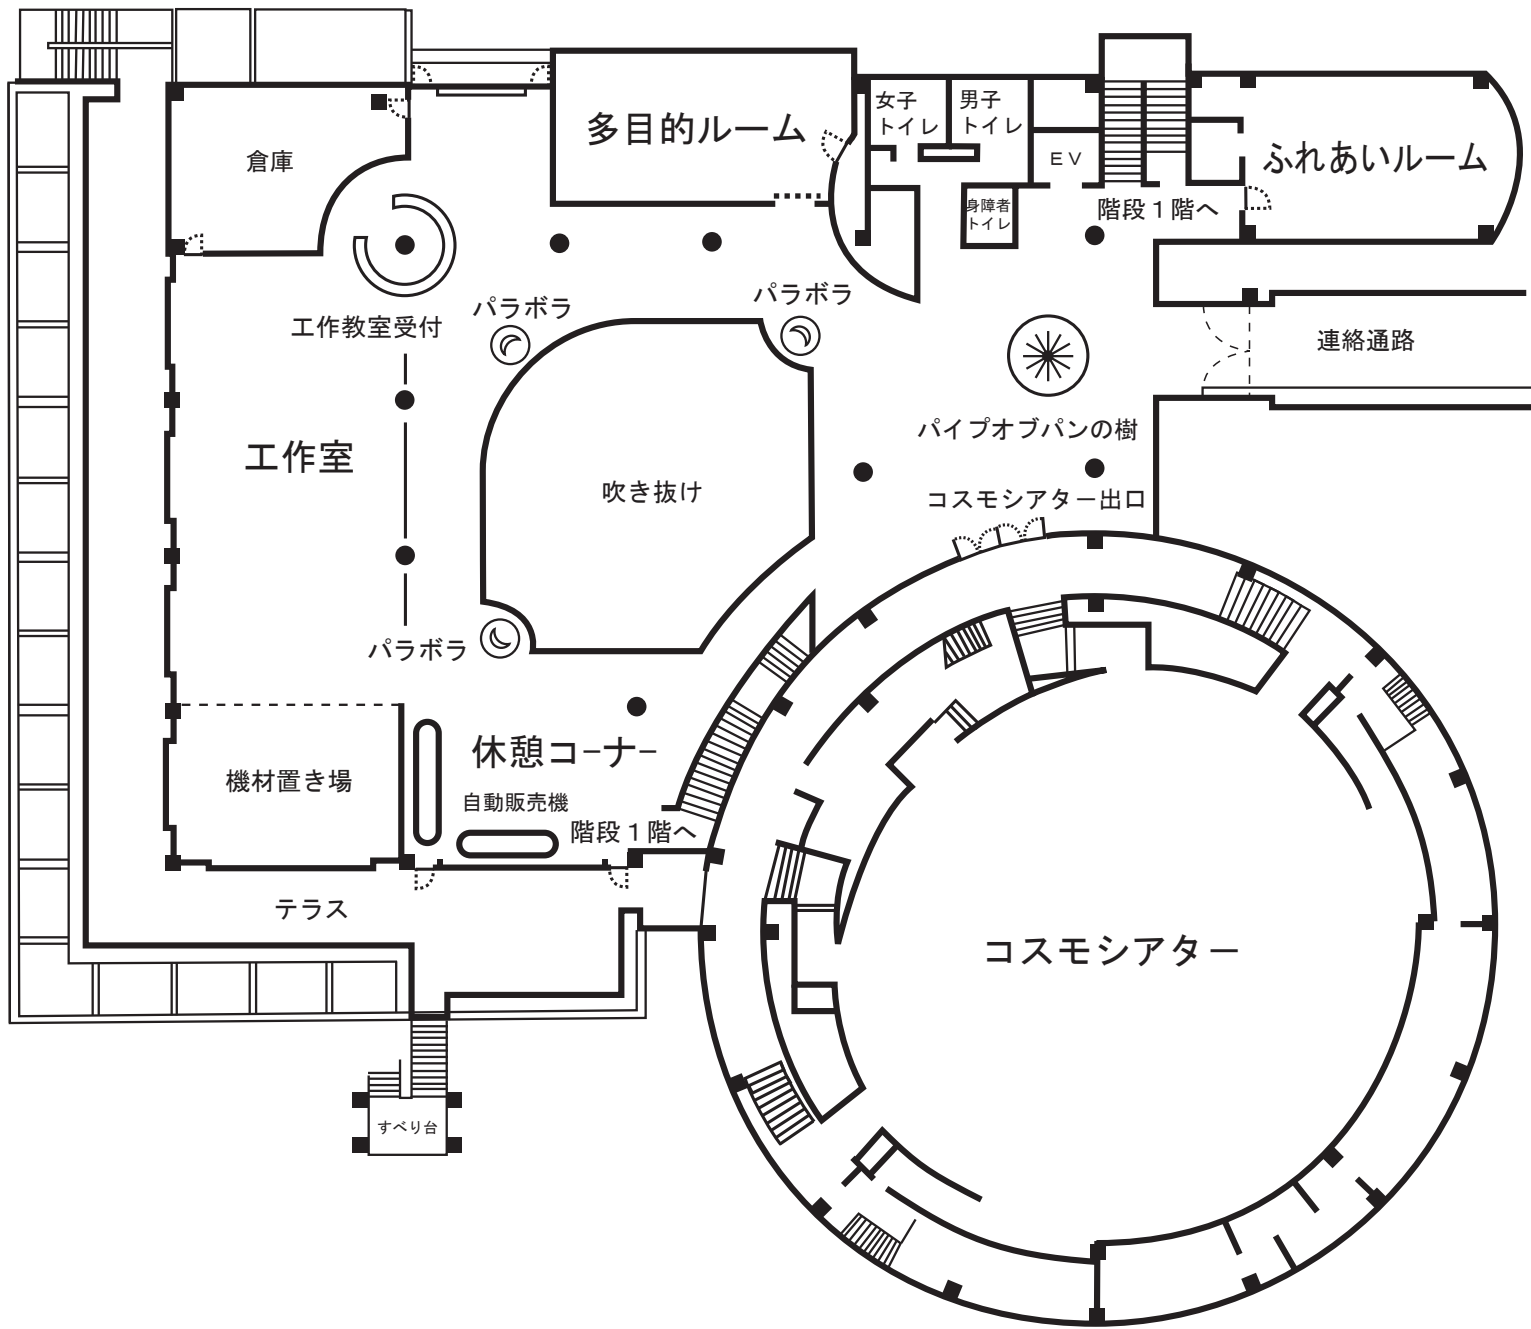 女子
トイレ
男子
トイレ
多目的ルーム
倉庫
EV
ふれあいルーム
身障者
トイレ
階段1階へ
パラボラ
パラボラ
工作教室受付
連絡通路
パイプオブパンの樹
工作室
吹き抜け
コスモシアター出口
パラボラ
休憩コーナー
機材置き場
自動販売機
階段1階へ
テラス
コスモシアター
すべり台